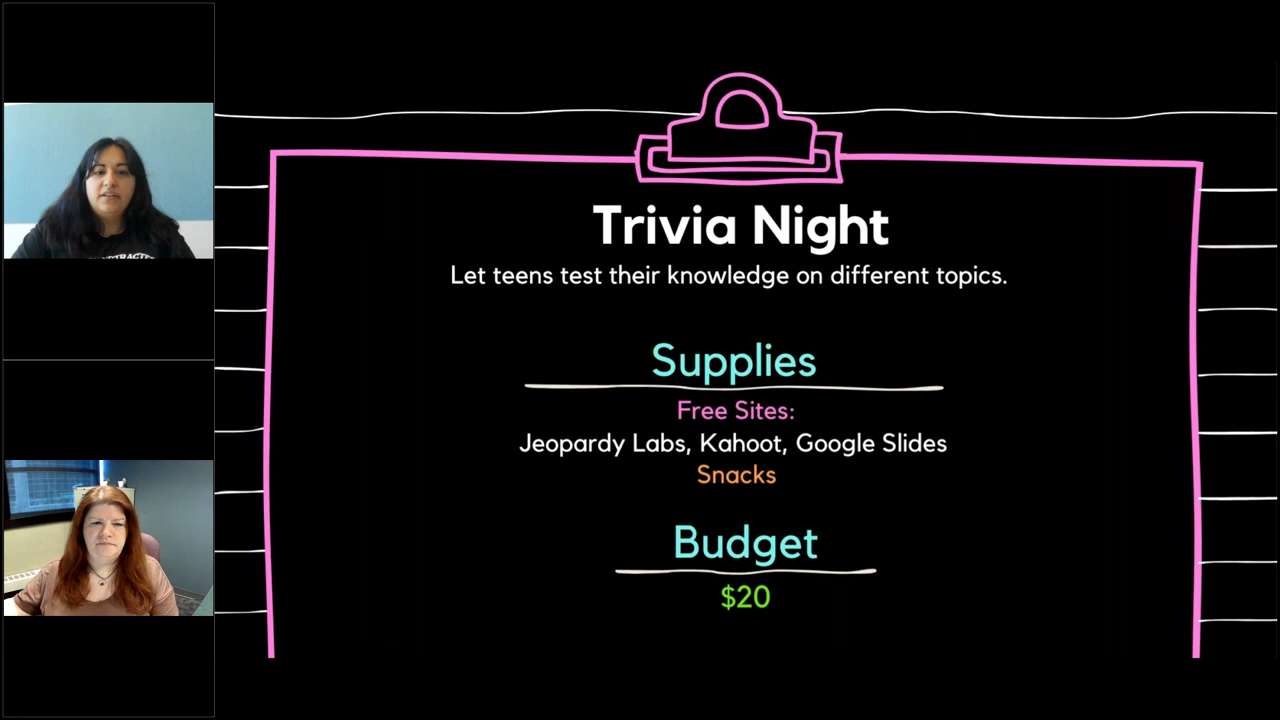 Trivia Night
Let teens test their knowledge on different topics.
Supplies
Free Sites:
Jeopardy Labs, Kahoot, Google Slides
Snacks
Budget
$20